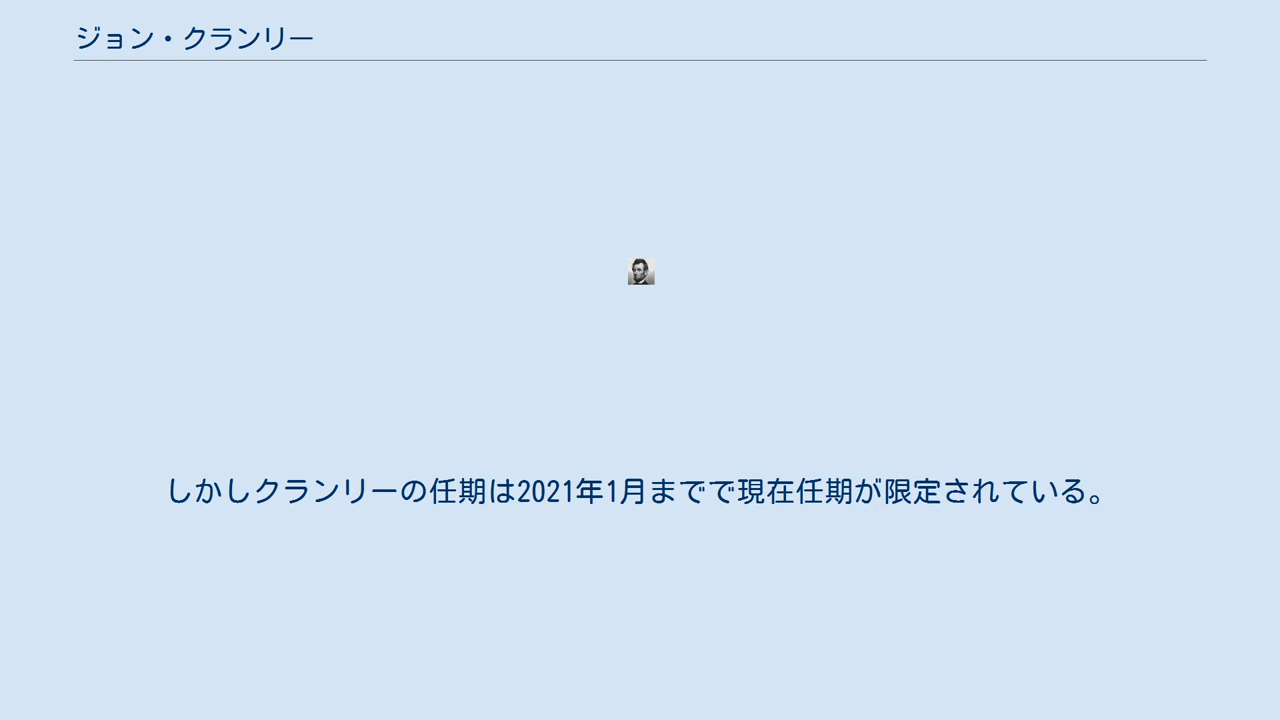 ジョン・クランリー
しかしクランリーの任期は2021年1月までで現在任期が限定されている。